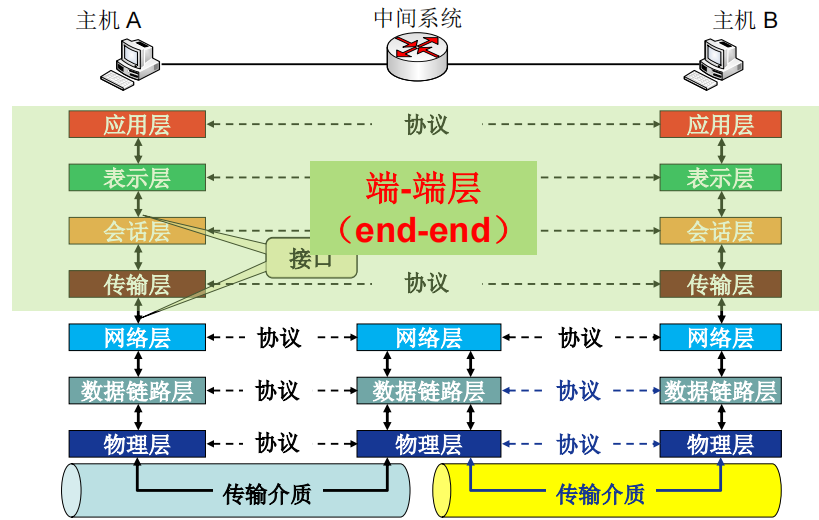 主机 A
中间系统
主机 B
应用层
协议
应用层
表示层
表示层
端-端层
（end-end）
会话层
会话层
接口
传输层
协议
传输层
网络层
协议
网络层
协议
网络层
数据链路层
协议
数据链路层
协议
数据链路层
物理层
协议
物理层
协议
物理层
传输介质
传输介质